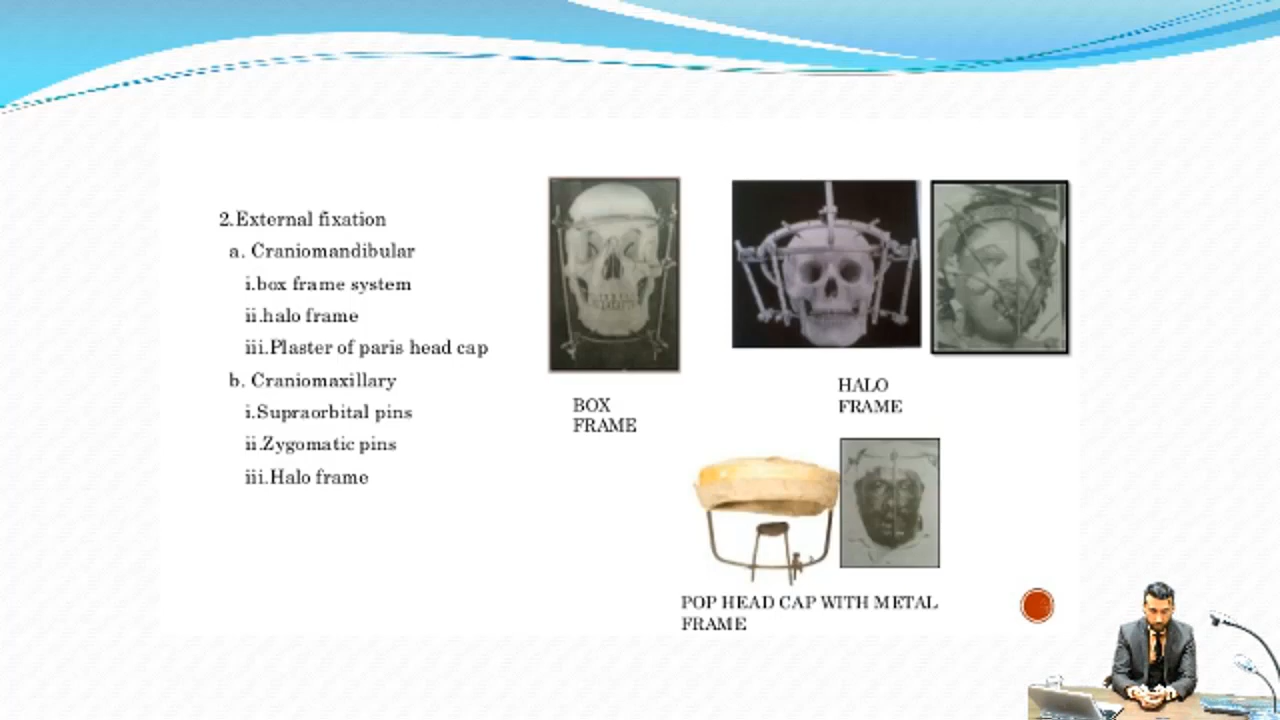 2.External fixation
a. Craniomandibular
i.box frame system
ii.halo frame
iii.Plaster of paris head cap
b. Craniomaxillary
i.Supraorbital pins
ii.Zygomatic pins
iii.Halo frame
BOX
FRAME
HALO
FRAME
POP HEAD CAP WITH METAL
FRAME